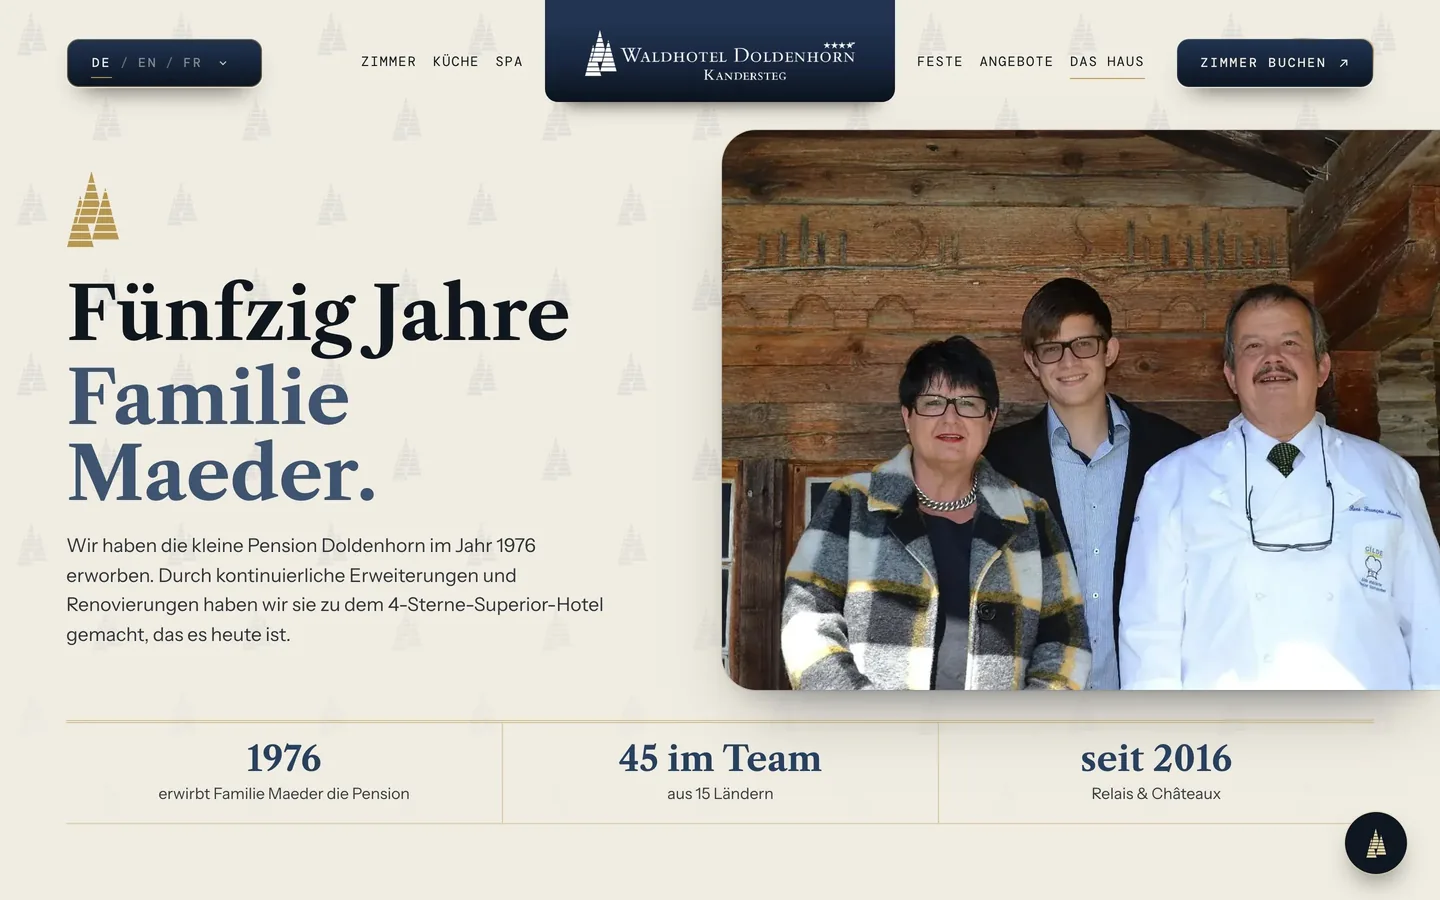 DE / EN / FR
ZIMMER KÜCHE SPA
WALDHOTEL DOLDENHORN
KANDERSTEG
FESTE ANGEBOTE DAS HAUS
ZIMMER BUCHEN
Fünfzig Jahre
Familie
Maeder.
Wir haben die kleine Pension Doldenhorn im Jahr 1976
erworben. Durch kontinuierliche Erweiterungen und
Renovierungen haben wir sie zu dem 4-Sterne-Superior-Hotel
gemacht, das es heute ist.
GILDE
1976
erwirbt Familie Maeder die Pension
45 im Team
aus 15 Ländern
seit 2016
Relais & Châteaux